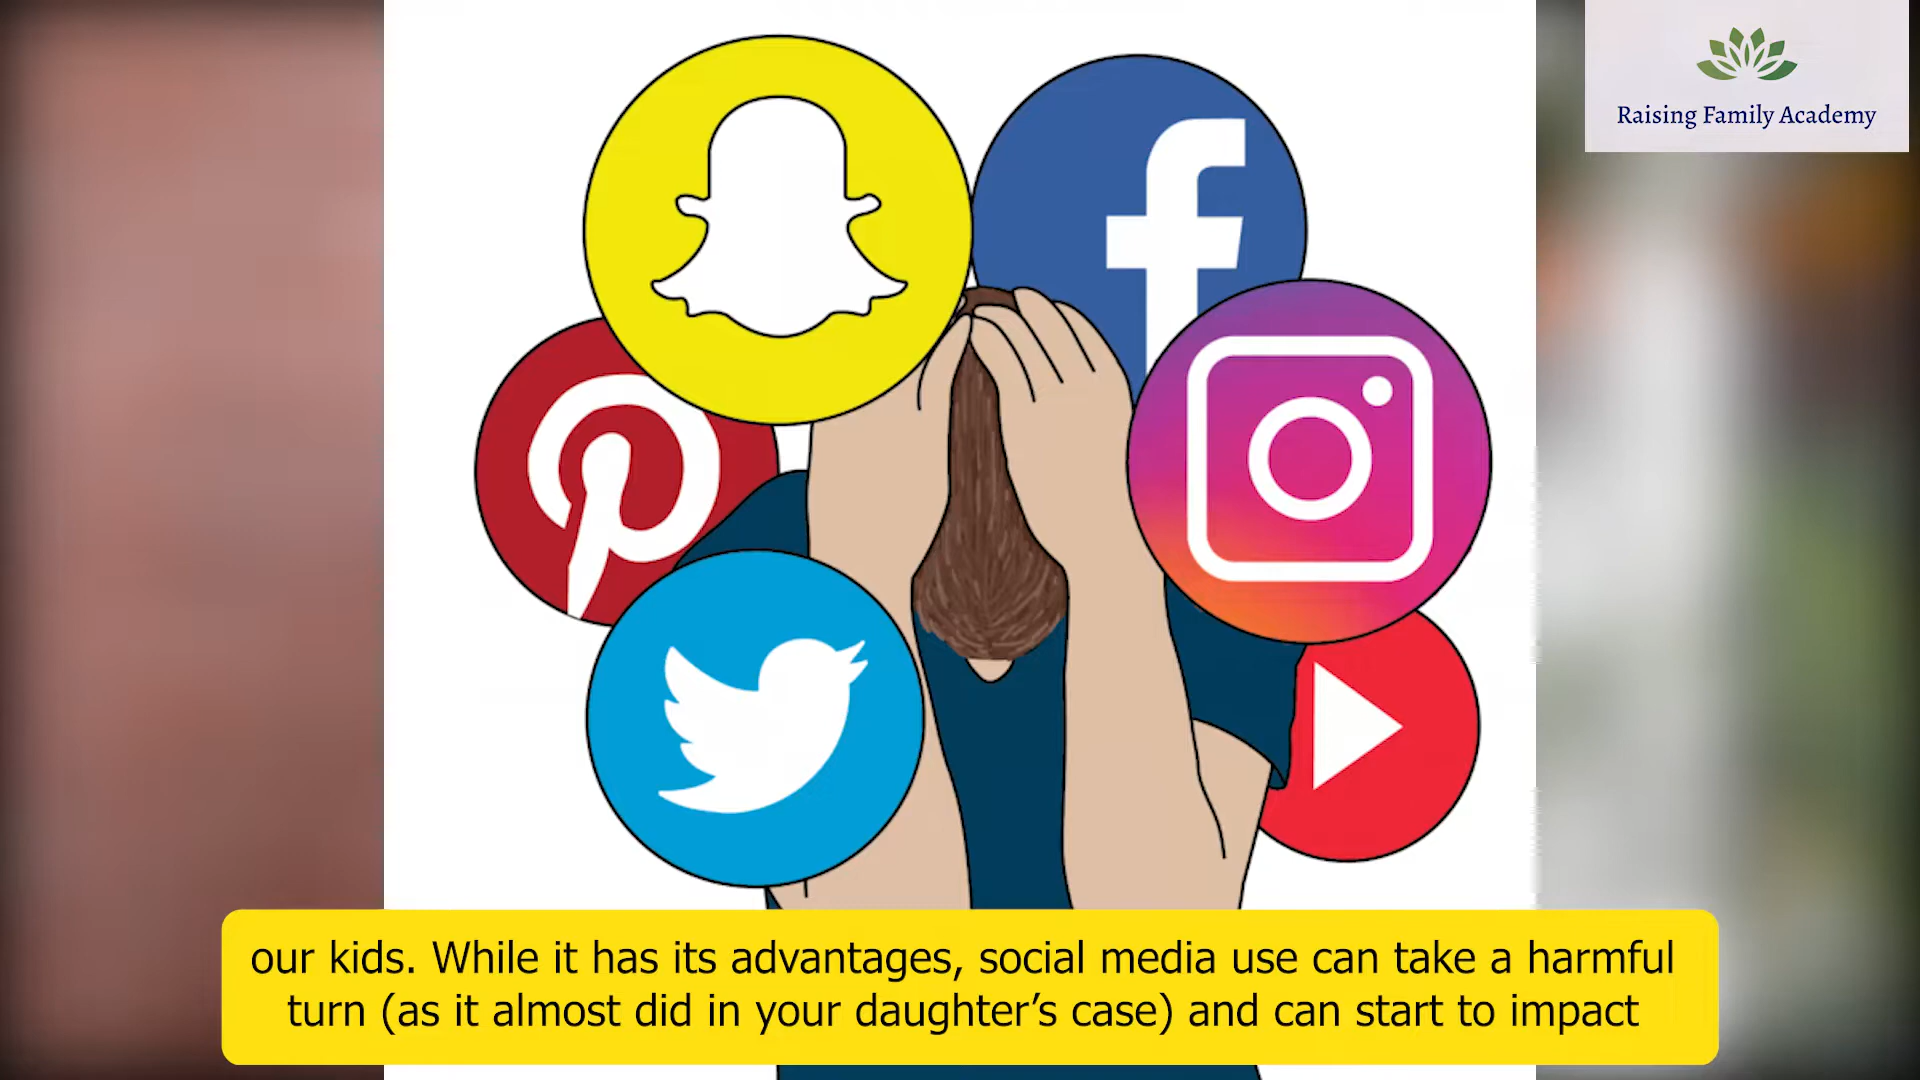 Raising Family Academy
our kids. While it has its advantages, social media use can take a harmful
turn (as it almost did in your daughter’s case) and can start to impact